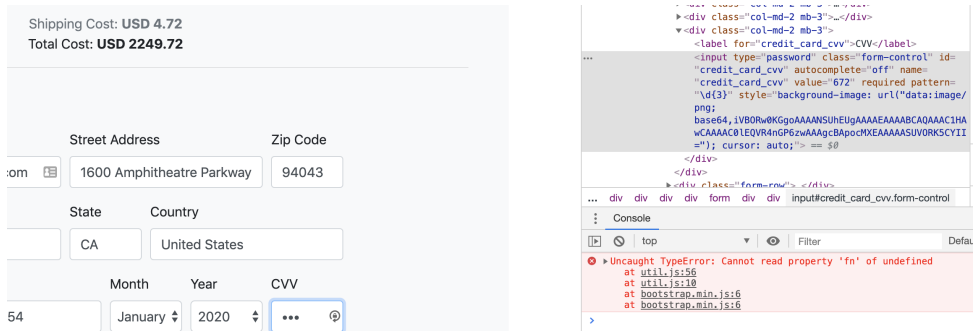 Shipping Cost: USD 4.72
Total Cost: USD 2249.72
Street Address
Zip Code
com
1600 Amphitheatre Parkway
94043
State
Country
CA
United States
Month
Year
CVV
54
January
2020
•••
▶<div class="col-md-2 mb-3">…</div>
▼<div class="col-md-2 mb-3">
<label for="credit_card_cvv">CVV</label>
<input type="password" class="form-control" id=
"credit_card_cvv" autocomplete="off" name=
"credit_card_cvv" value="672" required pattern=
"\d{3}" style="background-image: url("data:image/
png;
base64,iVBORw0KGgoAAAANSUhEUgAAAAEAAAABCAQAAAC1HA
wCAAAAC0lEQVR4nGP6zwAAgcBApocMXEAAAAASUVORK5CYII
="); cursor: auto;"> == $0
</div>
</div>
▶<div class="form-row">…</div>
... div div div div form div div input#credit_card_cvv.form-control
Console
top
Filter
Defau
▶Uncaught TypeError: Cannot read property 'fn' of undefined
at util.js:56
at util.js:10
at bootstrap.min.js:6
at bootstrap.min.js:6